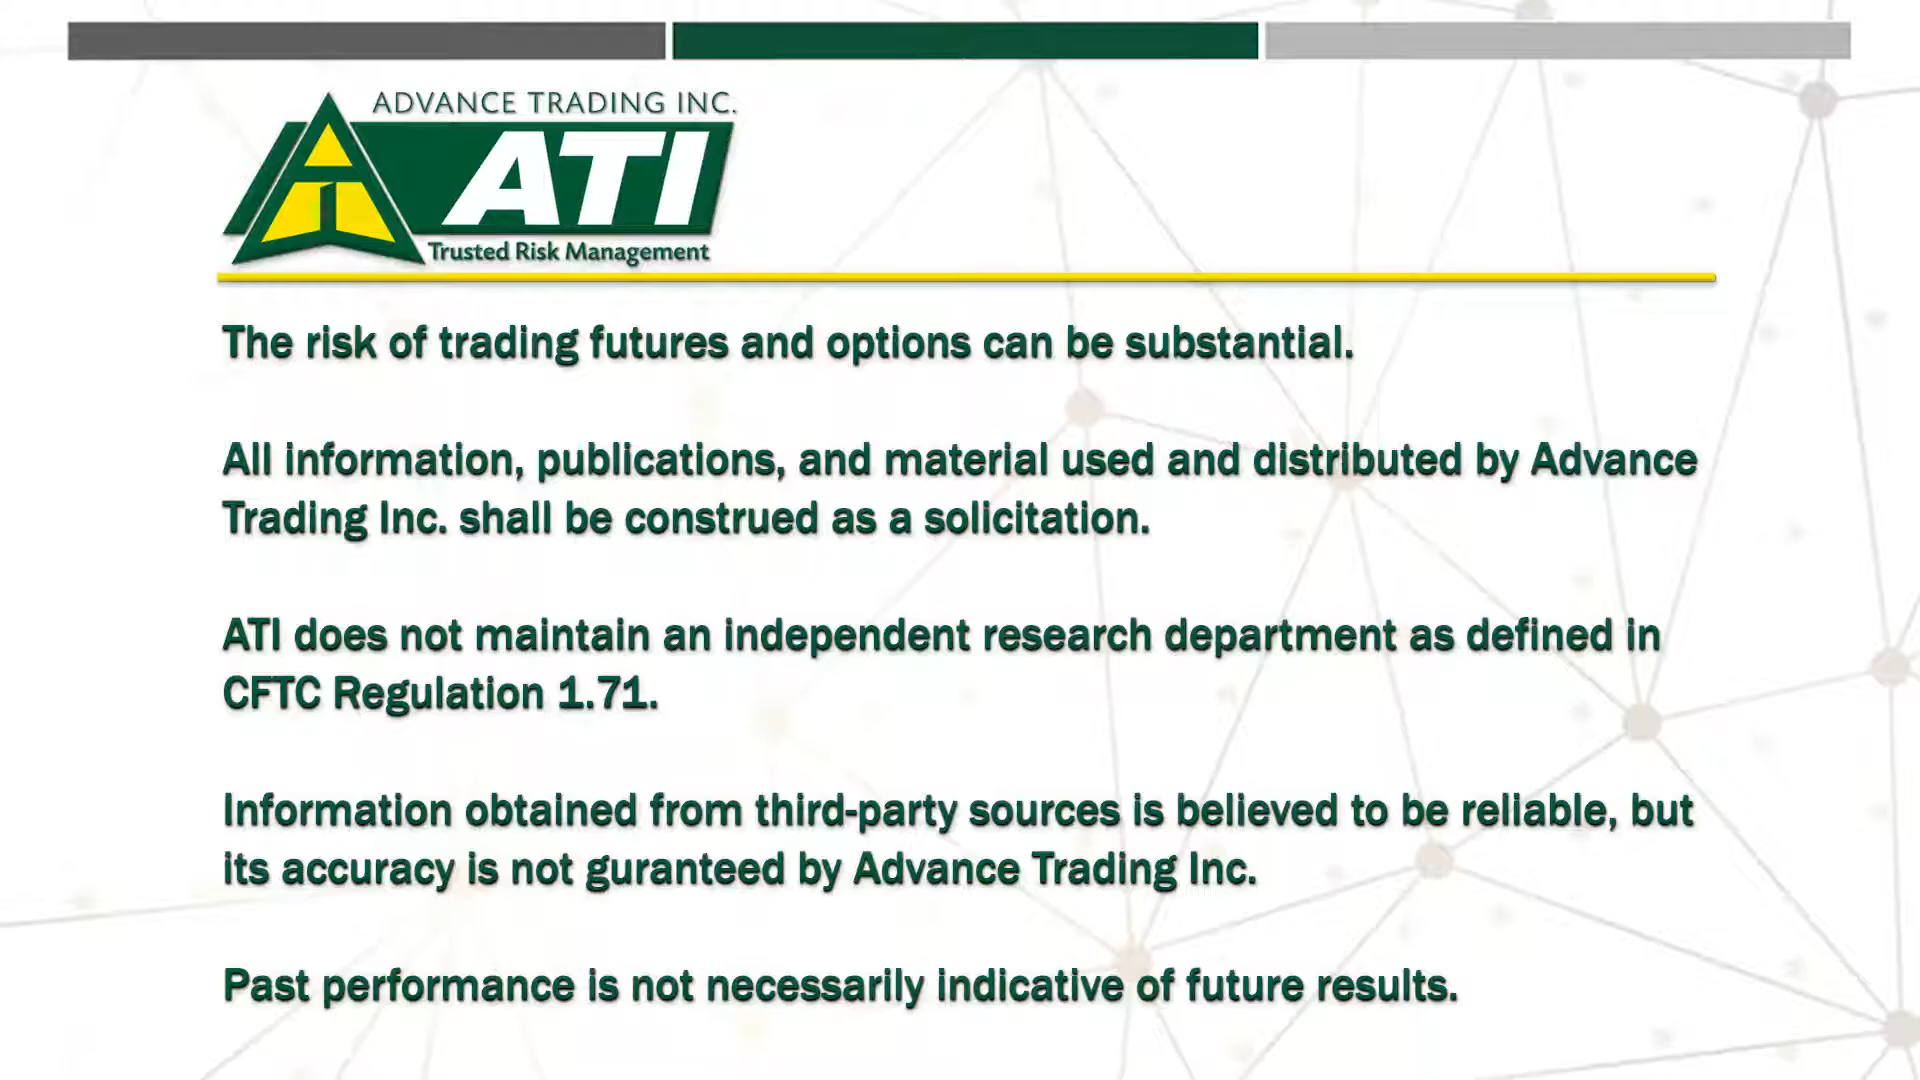 ADVANCE TRADING INC.
ATI
Trusted Risk Management
The risk of trading futures and options can be substantial.
All information, publications, and material used and distributed by Advance
Trading Inc. shall be construed as a solicitation.
ATI does not maintain an independent research department as defined in
CFTC Regulation 1.71.
Information obtained from third-party sources is believed to be reliable, but
its accuracy is not guranteed by Advance Trading Inc.
Past performance is not necessarily indicative of future results.